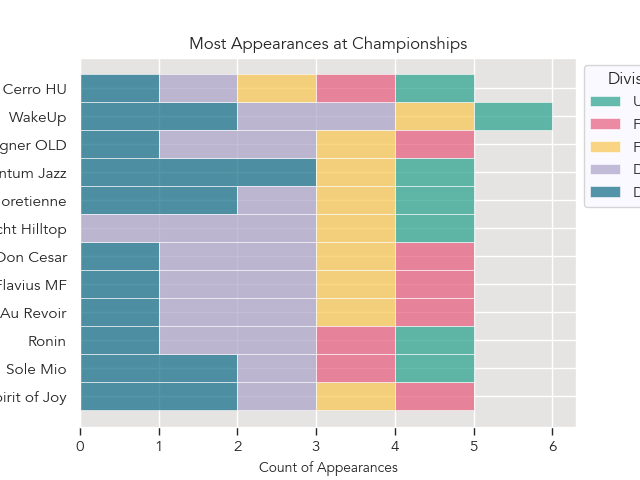 Most Appearances at Championships
Cerro HU
WakeUp
gner OLD
ntum Jazz
oretienne
cht Hilltop
Don Cesar
Flavius MF
Au Revoir
Ronin
Sole Mio
pirit of Joy
0 1 2 3 4 5 6
Count of Appearances
Divis
U
F
F
D
D